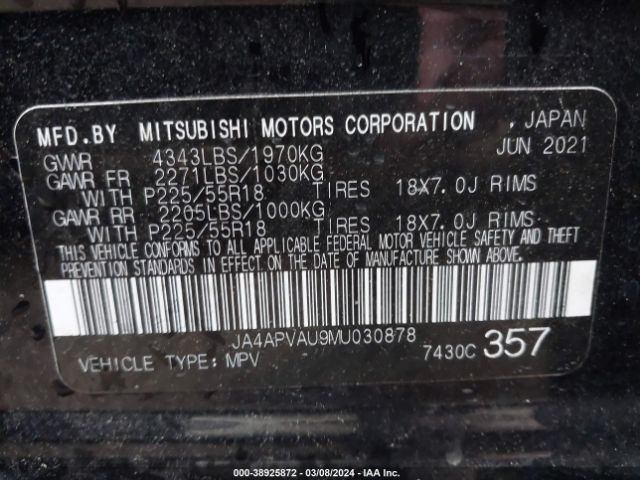 MFD.BY MITSUBISHI MOTORS CORPORATION , JAPAN
GVWR 4343LBS/1970KG JUN 2021
GAWR FR 2271LBS/1030KG
WITH P225/55R18 TIRES 18X7.0J RIMS
GAWR RR 2205LBS/1000KG
WITH P225/55R18 TIRES 18X7.0J RIMS
THIS VEHICLE CONFORMS TO ALL APPLICABLE FEDERAL MOTOR VEHICLE SAFETY AND THEFT
PREVENTION STANDARDS IN EFFECT ON THE DATE OF MANUFACTURE SHOWN ABOVE.
JA4APVAU9MU030878
VEHICLE TYPE: MPV 7430C 357
000-38925872 - 03/08/2024 - IAA Inc.